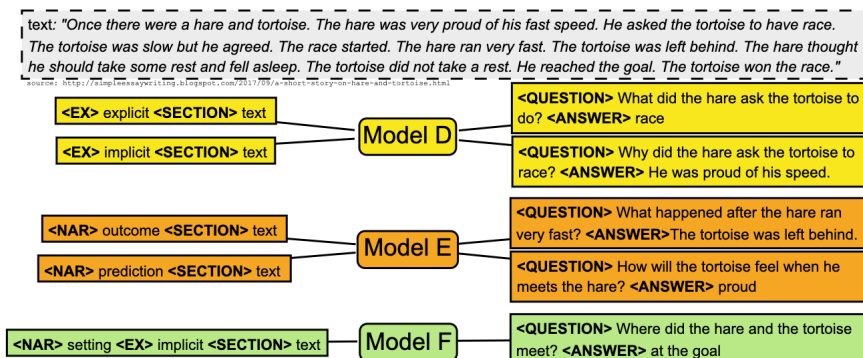 text: "Once there were a hare and tortoise. The hare was very proud of his fast speed. He asked the tortoise to have race.
The tortoise was slow but he agreed. The race started. The hare ran very fast. The tortoise was left behind. The hare thought
he should take some rest and fell asleep. The tortoise did not take a rest. He reached the goal. The tortoise won the race."
source: http://simpleessaywriting.blogspot.com/2017/09/a-short-story-on-hare-and-tortoise.html
<EX> explicit <SECTION> text
<EX> implicit <SECTION> text
Model D
<QUESTION> What did the hare ask the tortoise to
do? <ANSWER> race
<QUESTION> Why did the hare ask the tortoise to
race? <ANSWER> He was proud of his speed.
<NAR> outcome <SECTION> text
<NAR> prediction <SECTION> text
Model E
<QUESTION> What happened after the hare ran
very fast? <ANSWER>The tortoise was left behind.
<QUESTION> How will the tortoise feel when he
meets the hare? <ANSWER> proud
<NAR> setting <EX> implicit <SECTION> text
Model F
<QUESTION> Where did the hare and the tortoise
meet? <ANSWER> at the goal